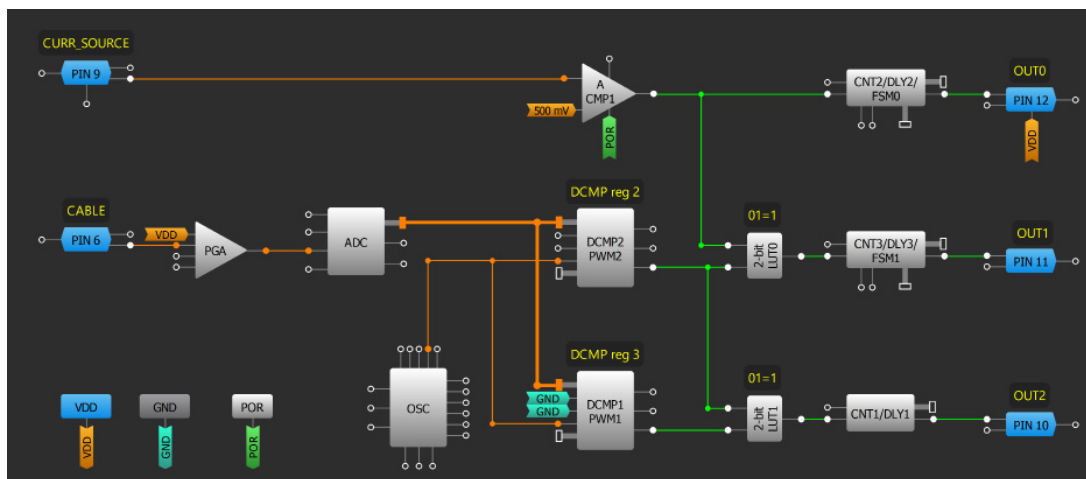 CURR_SOURCE
PIN 9
A
CMP1
500 mV
POR
CNT2/DLY2/
FSM0
OUT0
PIN 12
VDD
CABLE
PIN 6
VDD
PGA
ADC
DCMP reg 2
DCMP2
PWM2
01=1
2-bit
LUT0
CNT3/DLY3/
FSM1
OUT1
PIN 11
OSC
DCMP reg 3
GND
GND
DCMP1
PWM1
01=1
2-bit
LUT1
CNT1/DLY1
OUT2
PIN 10
VDD
GND
POR
VDD
GND
POR